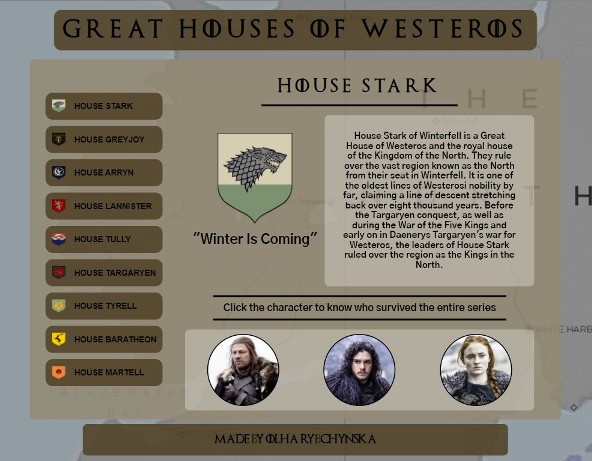 GREAT HOUSES OF WESTEROS
HOUSE STARK
HOUSE GREYJOY
HOUSE ARRYN
HOUSE LANNISTER
HOUSE TULLY
HOUSE TARGARYEN
HOUSE TYRELL
HOUSE BARATHEON
HOUSE MARTELL
HOUSE STARK
"Winter Is Coming"
House Stark of Winterfell is a Great
House of Westeros and the royal house
of the Kingdom of the North. They rule
over the vast region known as the North
from their seat in Winterfell. It is one of
the oldest lines of Westerosi nobility by
far, claiming a line of descent stretching
back over eight thousand years. Before
the Targaryen conquest, as well as
during the War of the Five Kings and
early on in Daenerys Targaryen's war for
Westeros, the leaders of House Stark
ruled over the region as the Kings in the
North.
Click the character to know who survived the entire series
THE
T H
WHITE HARB
BLACKWATER
BAY
MADE BY OLHA RYBCHYNSKA